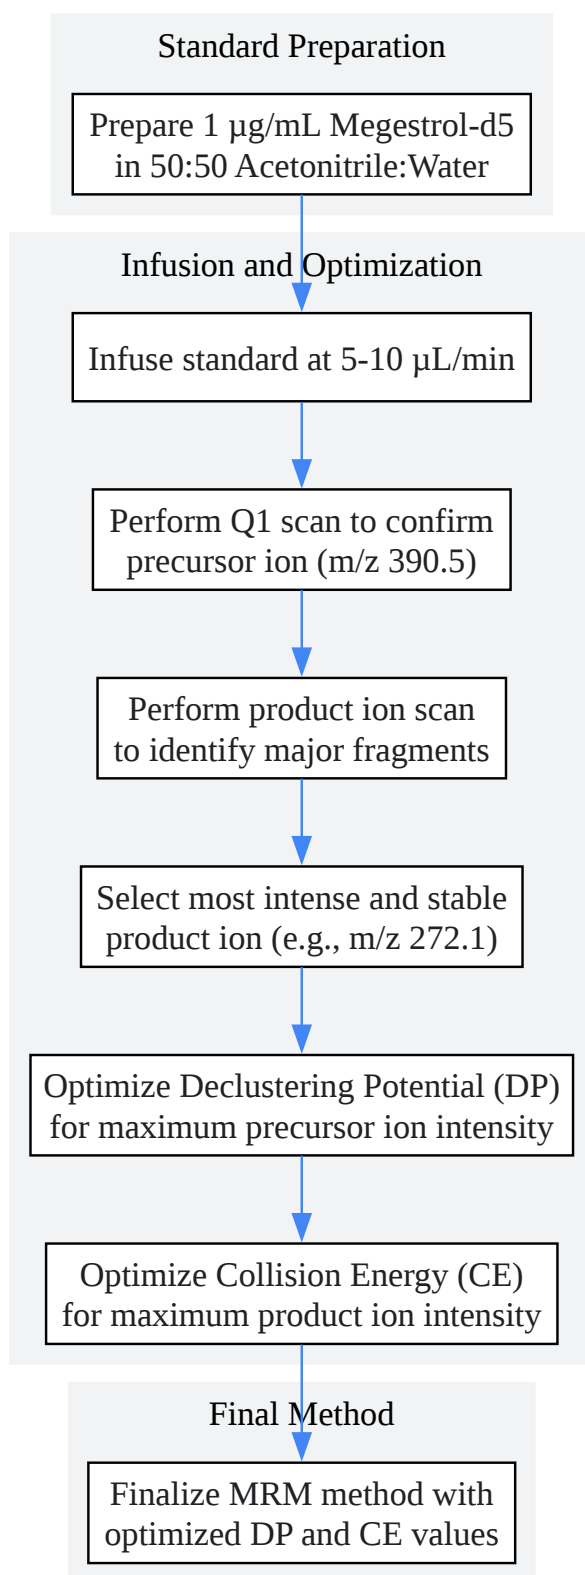 Standard Preparation
Prepare 1 µg/mL Megestrol-d5
in 50:50 Acetonitrile:Water
Infusion and Optimization
Infuse standard at 5-10 µL/min
Perform Q1 scan to confirm
precursor ion (m/z 390.5)
Perform product ion scan
to identify major fragments
Select most intense and stable
product ion (e.g., m/z 272.1)
Optimize Declustering Potential (DP)
for maximum precursor ion intensity
Optimize Collision Energy (CE)
for maximum product ion intensity
Final Method
Finalize MRM method with
optimized DP and CE values